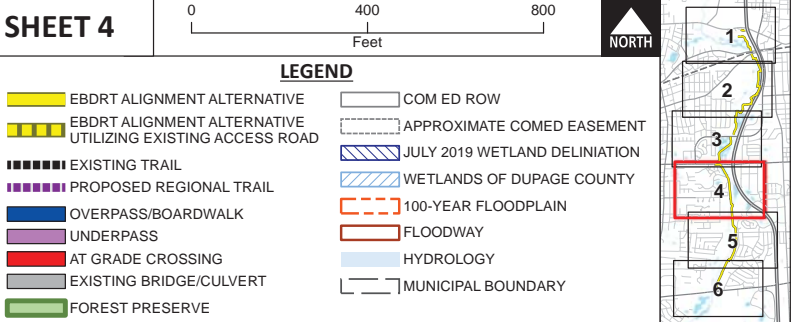 SHEET 4
0 400 800
Feet
NORTH
LEGEND
EBDRT ALIGNMENT ALTERNATIVE
EBDRT ALIGNMENT ALTERNATIVE
UTILIZING EXISTING ACCESS ROAD
EXISTING TRAIL
PROPOSED REGIONAL TRAIL
OVERPASS/BOARDWALK
UNDERPASS
AT GRADE CROSSING
EXISTING BRIDGE/CULVERT
FOREST PRESERVE
COM ED ROW
APPROXIMATE COMED EASEMENT
JULY 2019 WETLAND DELINIATION
WETLANDS OF DUPAGE COUNTY
100-YEAR FLOODPLAIN
FLOODWAY
HYDROLOGY
MUNICIPAL BOUNDARY
1
2
3
4
5
6